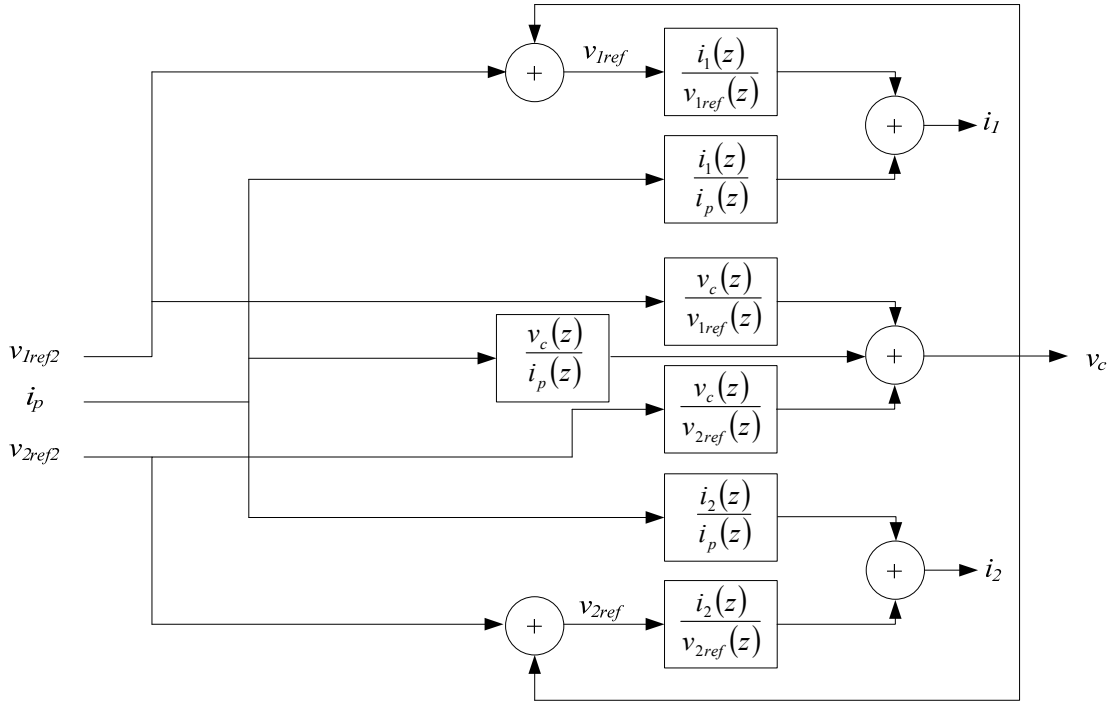 +
v1ref
i1(z)
v1ref(z)
+
i1
i1(z)
ip(z)
vc(z)
v1ref(z)
v1ref2
vc(z)
ip(z)
+
vc
ip
vc(z)
v2ref(z)
v2ref2
i2(z)
ip(z)
+
i2
+
v2ref
i2(z)
v2ref(z)